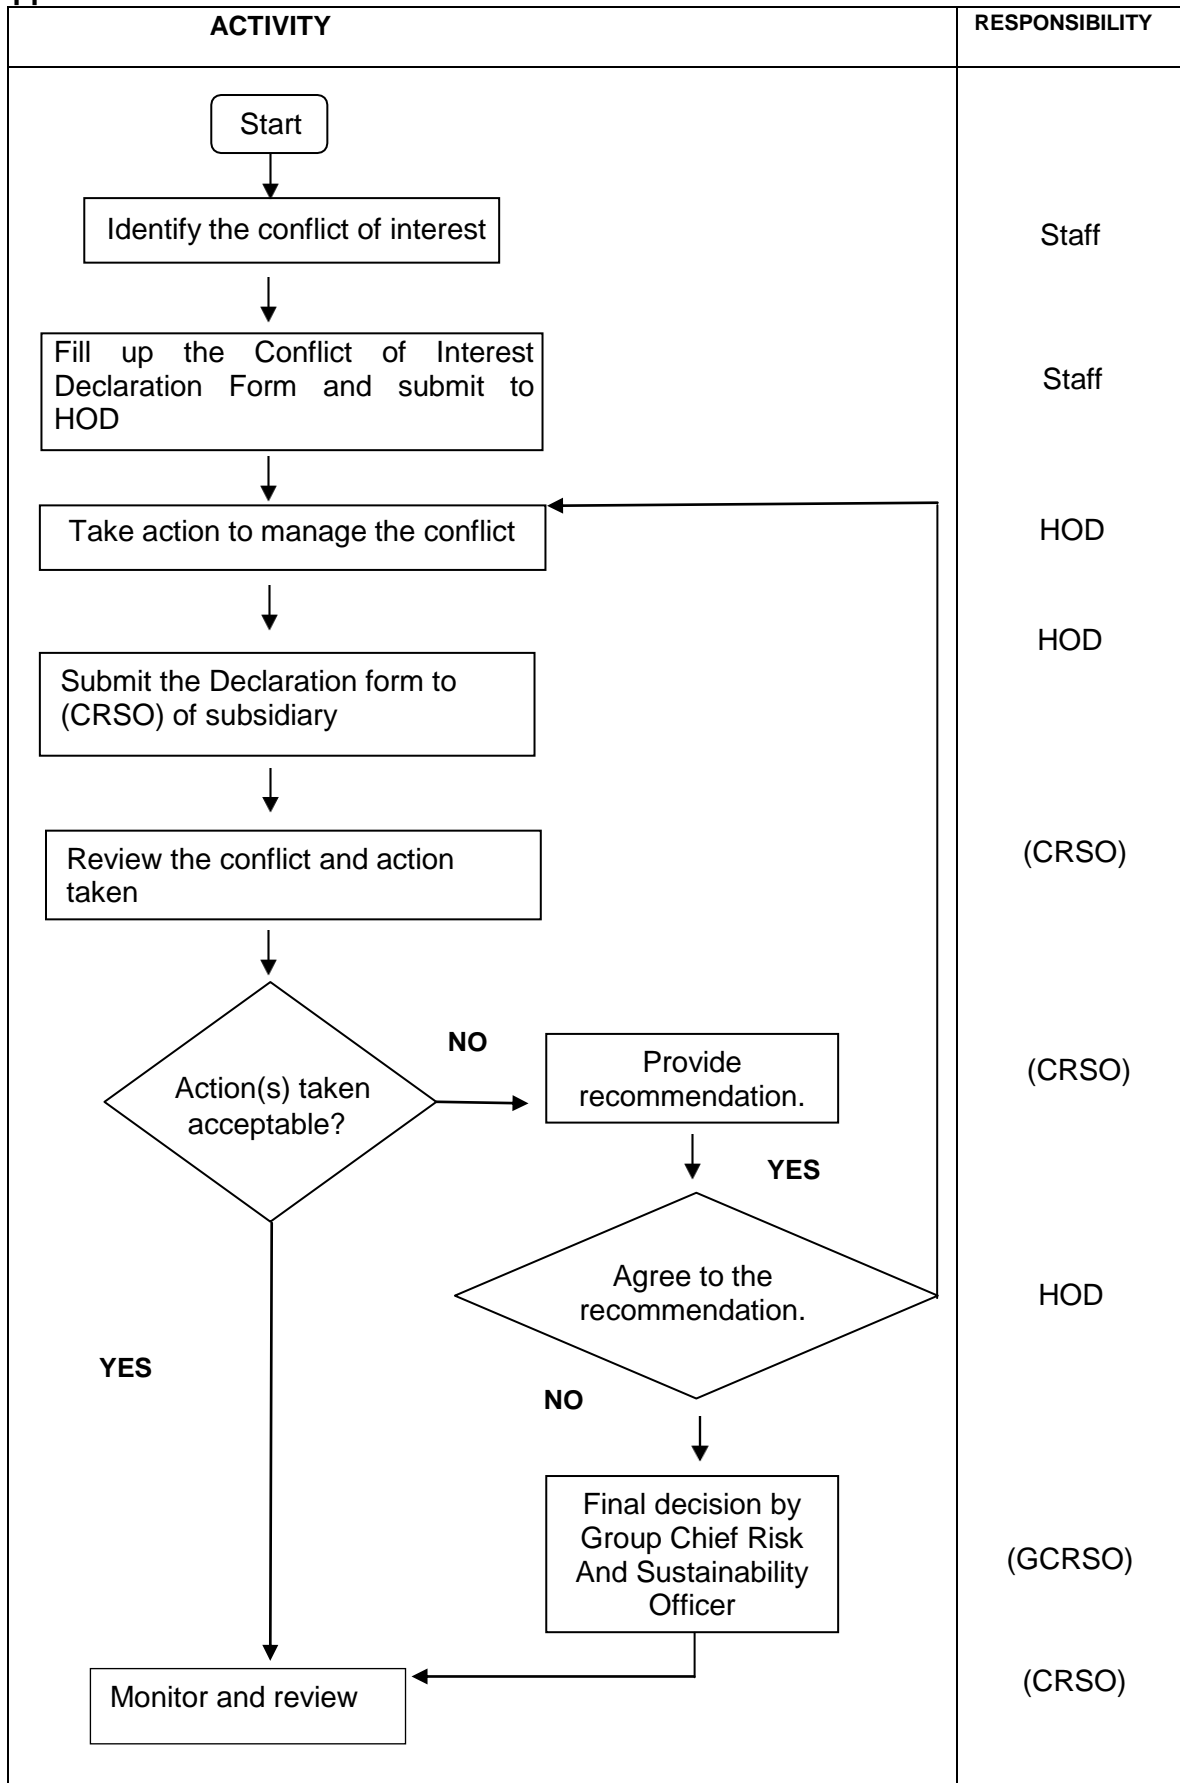 ACTIVITY
RESPONSIBILITY
Start
Identify the conflict of interest
Staff
Fill up the Conflict of Interest
Declaration Form and submit to
HOD
Staff
Take action to manage the conflict
HOD
HOD
Submit the Declaration form to
(CRSO) of subsidiary
Review the conflict and action
taken
(CRSO)
NO
Action(s) taken
acceptable?
Provide
recommendation.
(CRSO)
YES
Agree to the
recommendation.
HOD
YES
NO
Final decision by
Group Chief Risk
And Sustainability
Officer
(GCRSO)
Monitor and review
(CRSO)